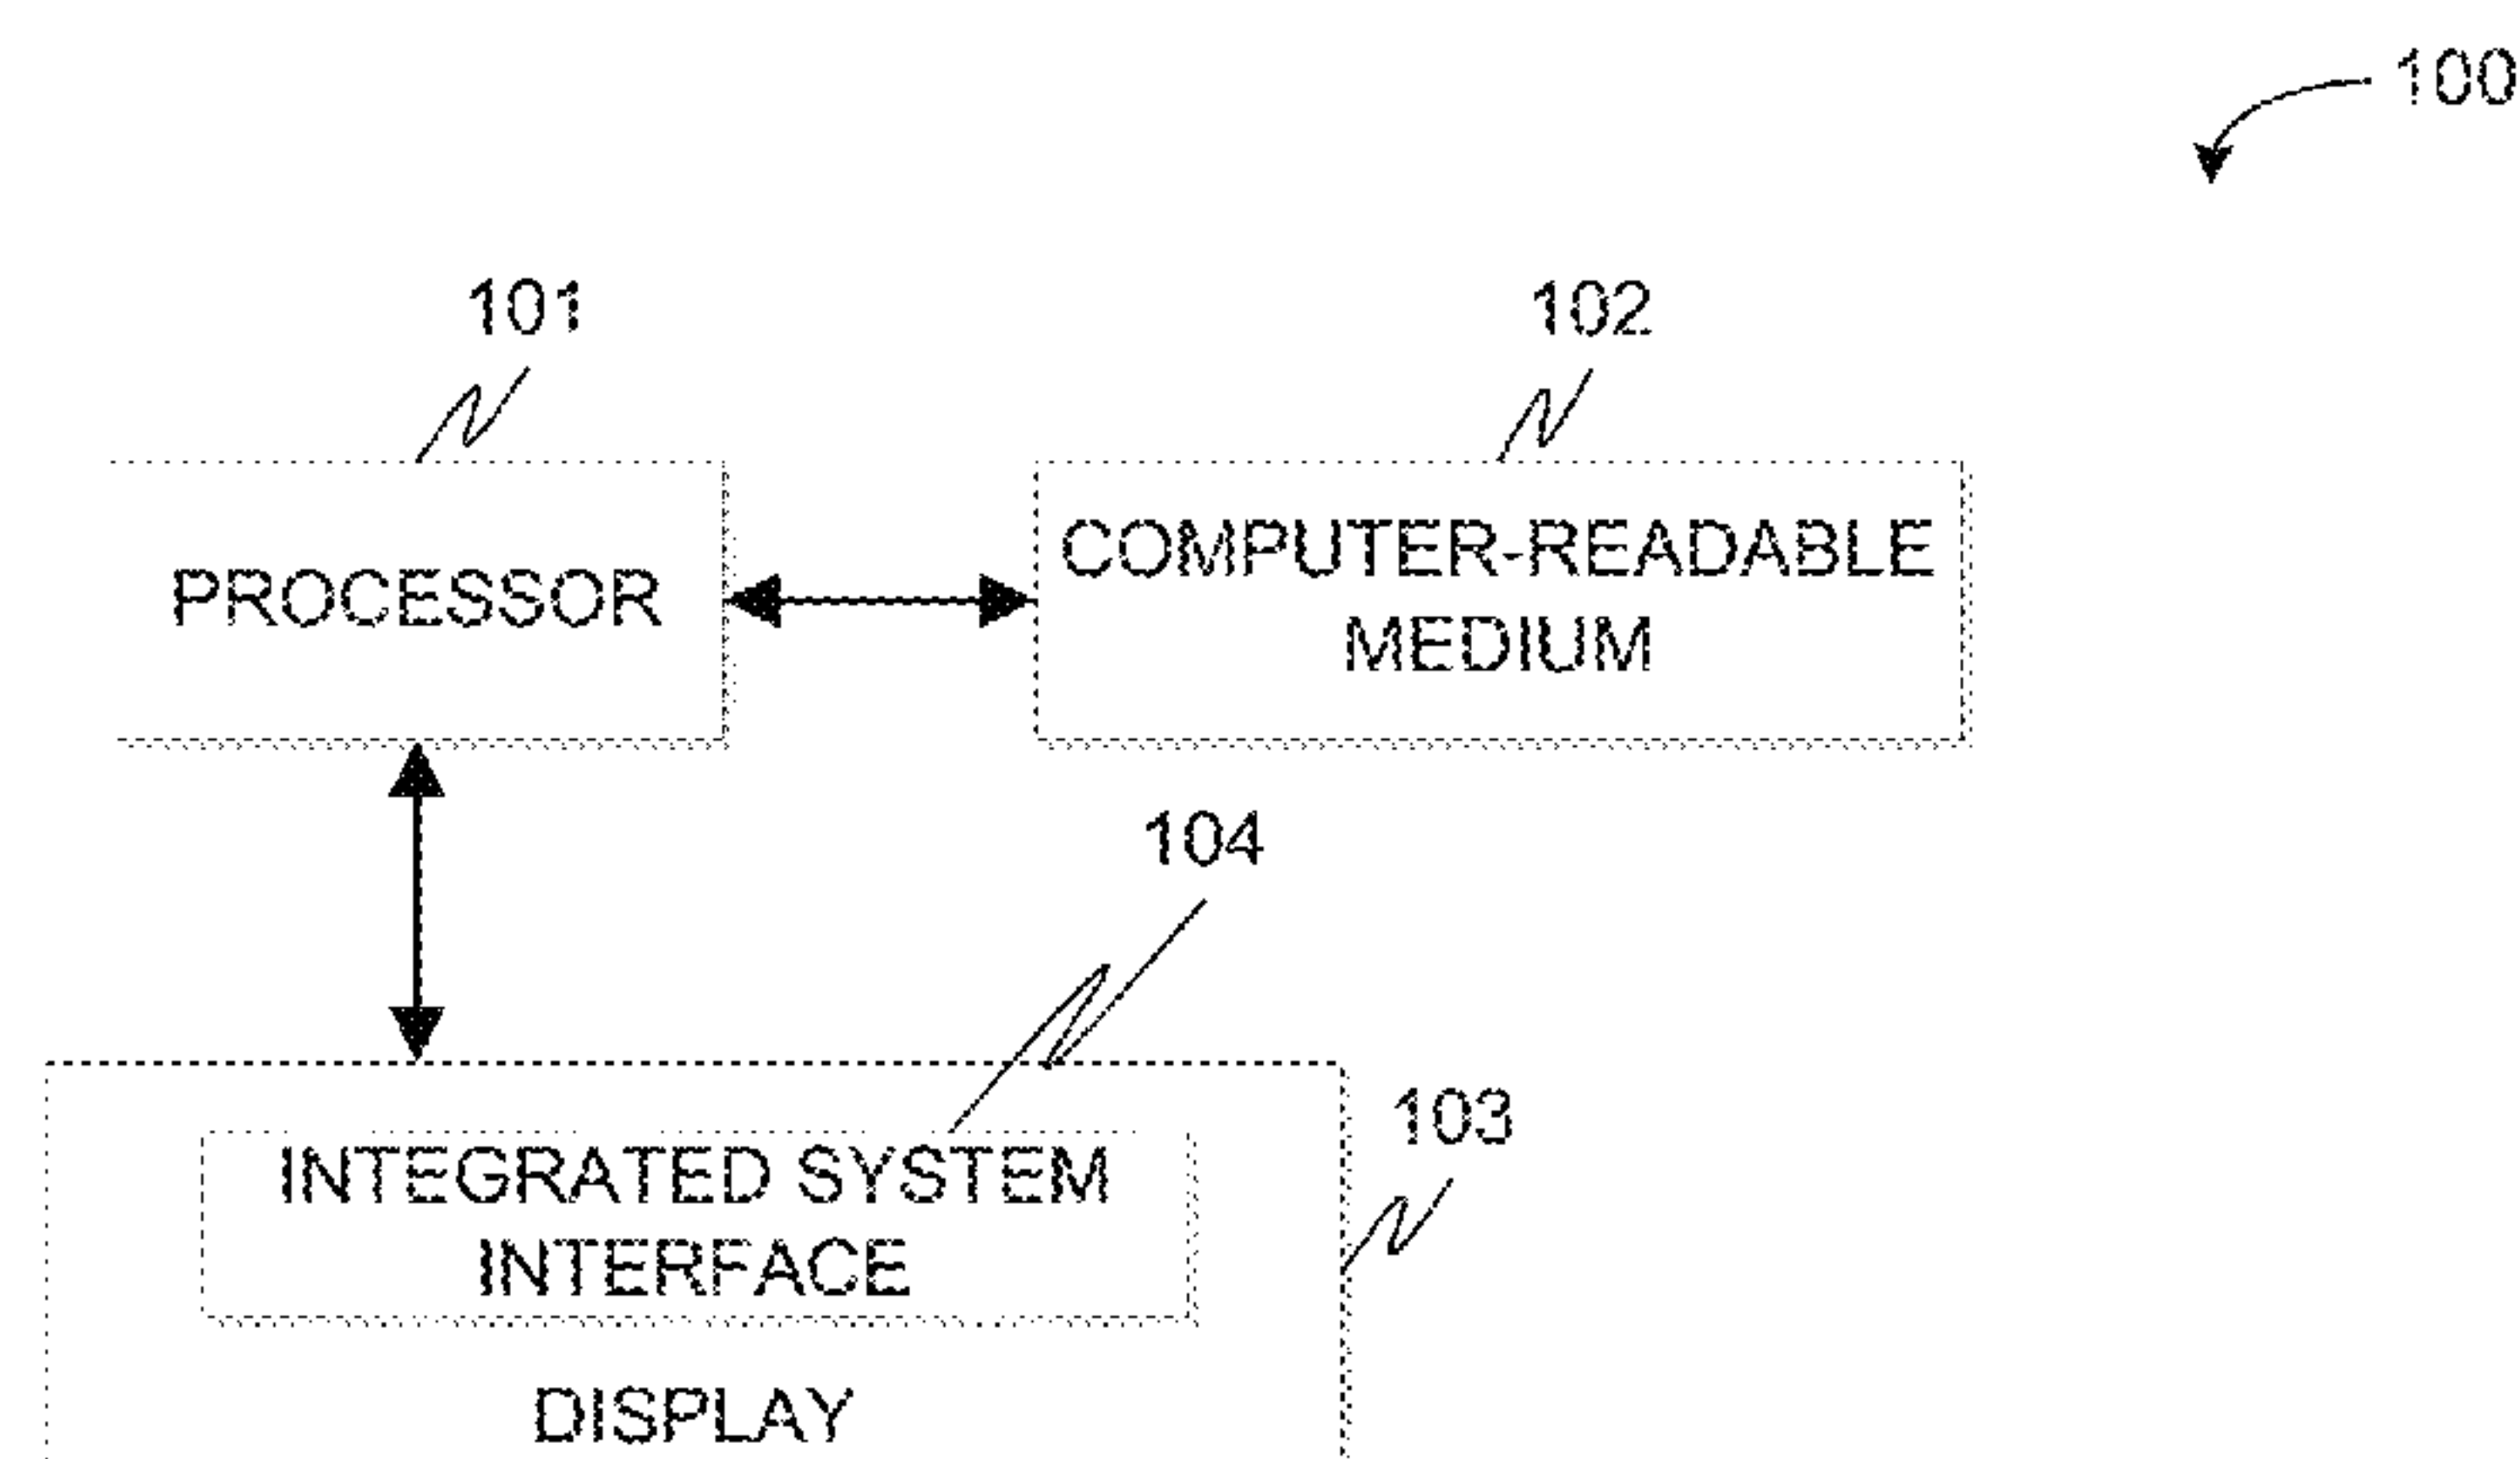 100
101
102
PROCESSOR
COMPUTER-READABLE
MEDIUM
104
103
INTEGRATED SYSTEM
INTERFACE
DISPLAY